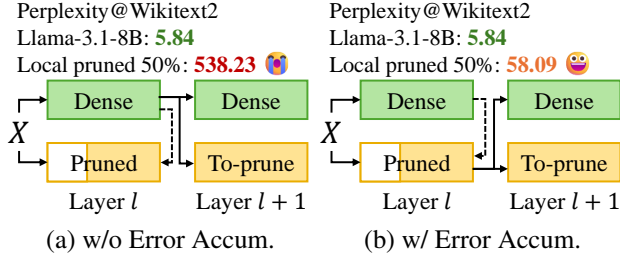 Perplexity@Wikitext2
Llama-3.1-8B: 5.84
Local pruned 50%: 538.23 😭
X
Dense
Dense
Pruned
To-prune
Layer l
Layer l + 1
(a) w/o Error Accum.
Perplexity@Wikitext2
Llama-3.1-8B: 5.84
Local pruned 50%: 58.09 😀
X
Dense
Dense
Pruned
To-prune
Layer l
Layer l + 1
(b) w/ Error Accum.